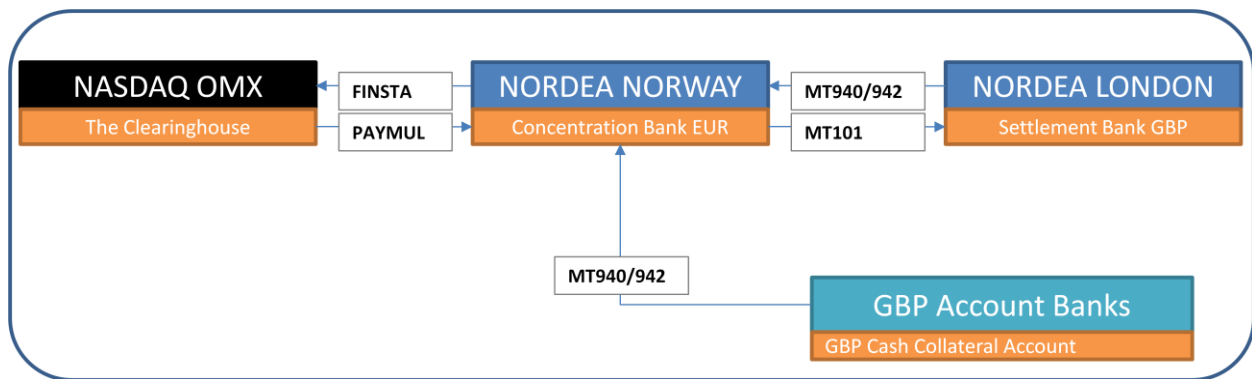 NASDAQ OMX
The Clearinghouse
FINSTA
PAYMUL
NORDEA NORWAY
Concentration Bank EUR
MT940/942
MT101
NORDEA LONDON
Settlement Bank GBP
MT940/942
GBP Account Banks
GBP Cash Collateral Account